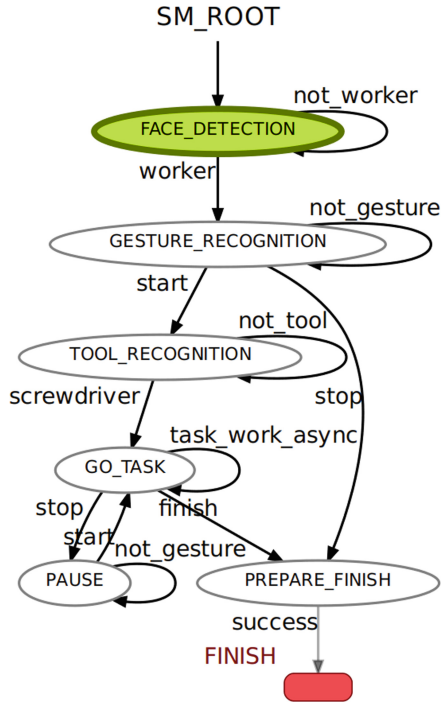 SM_ROOT
not_worker
FACE_DETECTION
worker
not_gesture
GESTURE_RECOGNITION
start
not_tool
TOOL_RECOGNITION
screwdriver
stop
task_work_async
GO_TASK
stop
finish
start
not_gesture
PAUSE
PREPARE_FINISH
success
FINISH